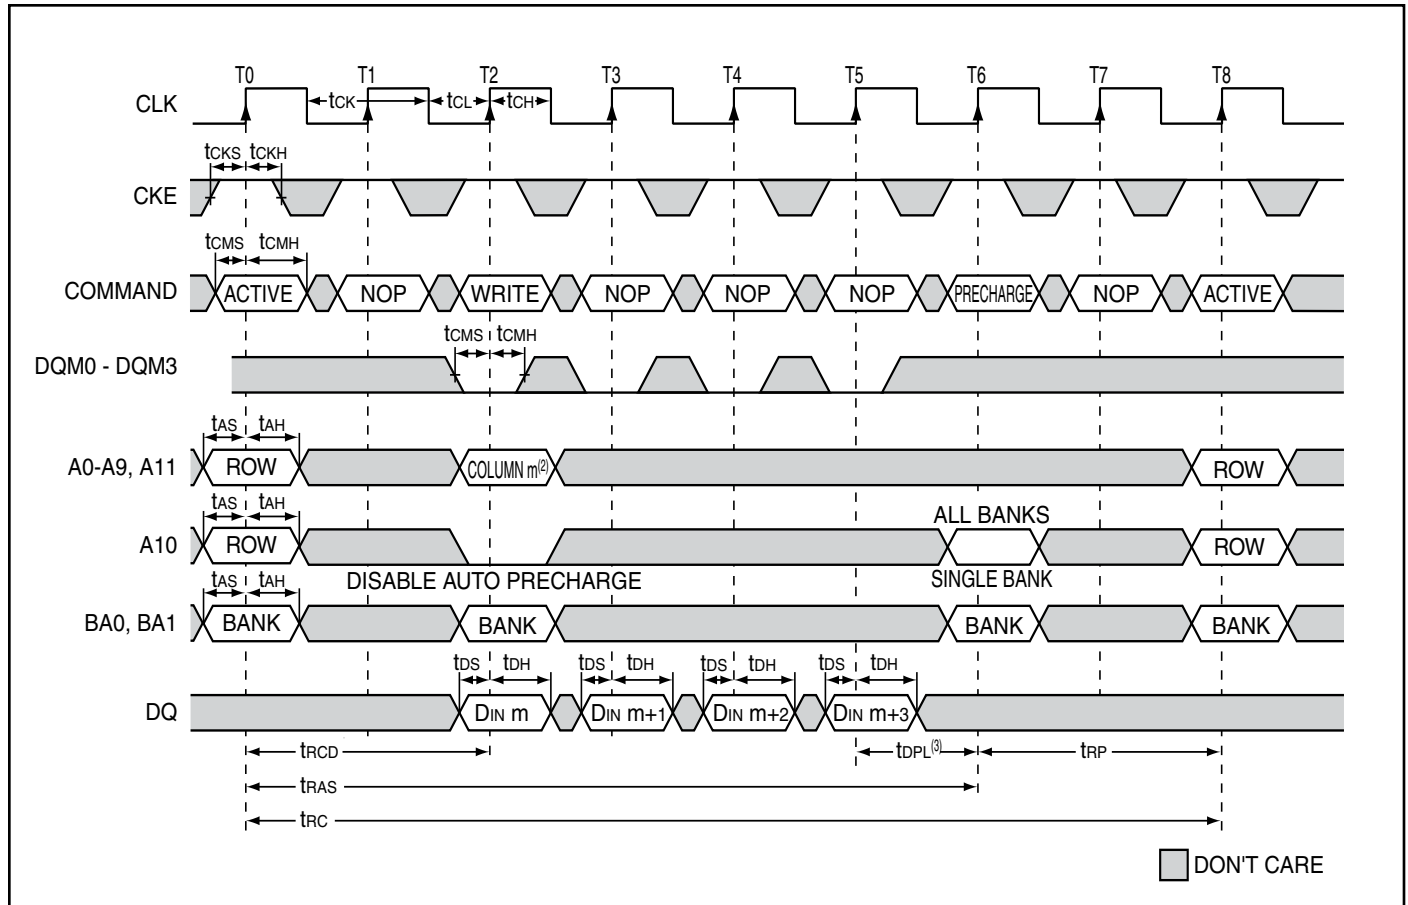 T0 T1 T2 T3 T4 T5 T6 T7 T8
CLK tCK tCL tCH
tCKS tCKH
CKE
tCMS tCMH
COMMAND ACTIVE NOP WRITE NOP NOP NOP PRECHARGE NOP ACTIVE
tCMS tCMH
DQM0 - DQM3
tAS tAH
A0-A9, A11 ROW COLUMN m(2) ROW
tAS tAH
ALL BANKS
A10 ROW ROW
tAS tAH DISABLE AUTO PRECHARGE SINGLE BANK
BA0, BA1 BANK BANK BANK BANK
tDS tDH tDS tDH tDS tDH tDS tDH
DQ DIN m DIN m+1 DIN m+2 DIN m+3
tRCD tDPL(3) tRP
tRAS
tRC
DON'T CARE